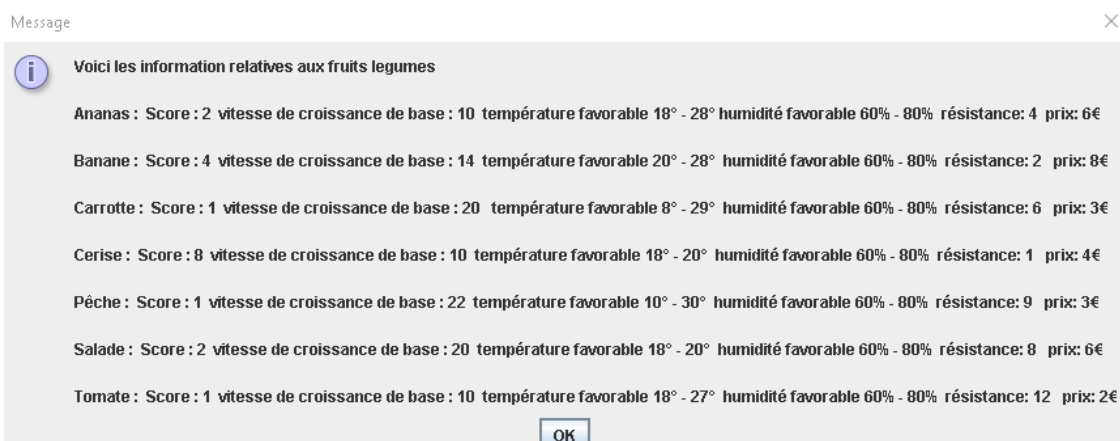 Message
Voici les information relatives aux fruits legumes
Ananas : Score : 2 vitesse de croissance de base : 10 température favorable 18° - 28° humidité favorable 60% - 80% résistance: 4 prix: 6€
Banane : Score : 4 vitesse de croissance de base : 14 température favorable 20° - 28° humidité favorable 60% - 80% résistance: 2 prix: 8€
Carrotte : Score : 1 vitesse de croissance de base : 20 température favorable 8° - 29° humidité favorable 60% - 80% résistance: 6 prix: 3€
Cerise : Score : 8 vitesse de croissance de base : 10 température favorable 18° - 20° humidité favorable 60% - 80% résistance: 1 prix: 4€
Pêche : Score : 1 vitesse de croissance de base : 22 température favorable 10° - 30° humidité favorable 60% - 80% résistance: 9 prix: 3€
Salade : Score : 2 vitesse de croissance de base : 20 température favorable 18° - 20° humidité favorable 60% - 80% résistance: 8 prix: 6€
Tomate : Score : 1 vitesse de croissance de base : 10 température favorable 18° - 27° humidité favorable 60% - 80% résistance: 12 prix: 2€
OK